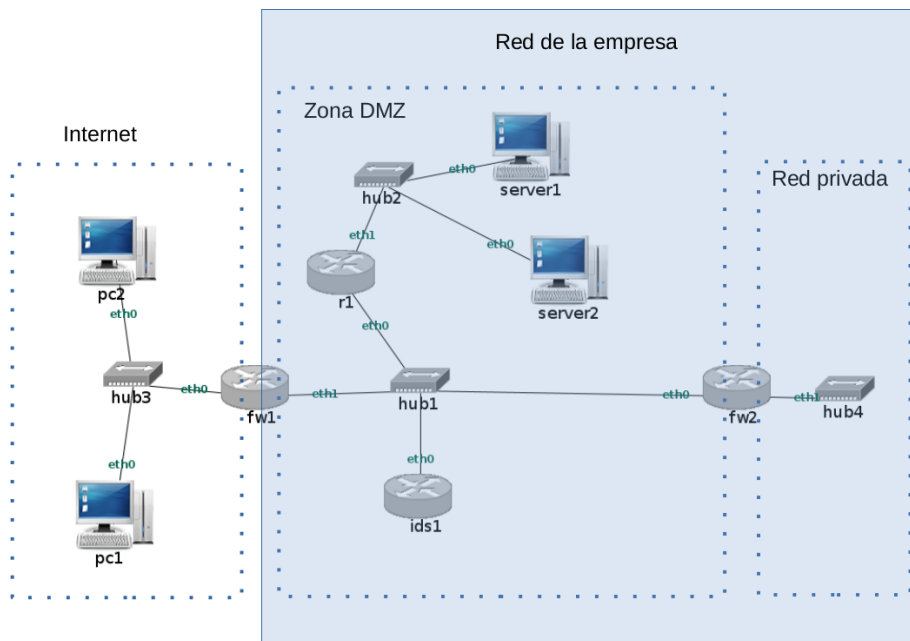 Red de la empresa
Zona DMZ
Internet
eth0
server1
hub2
Red privada
eth1
eth0
pc2
r1
server2
eth0
eth0
hub3
eth0
fw1
eth1
hub1
eth0
fw2
eth1
hub4
eth0
eth0
ids1
pc1